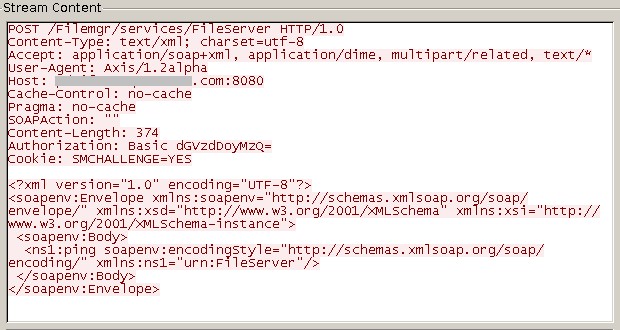 Stream Content
POST /Filemgr/services/FileServer HTTP/1.0
Content-Type: text/xml; charset=utf-8
Accept: application/soap+xml, application/dime, multipart/related, text/*
User-Agent: Axis/1.2alpha
Host: .com:8080
Cache-Control: no-cache
Pragma: no-cache
SOAPAction: ""
Content-Length: 374
Authorization: Basic dGVzdDoyMzQ=
Cookie: SMCHALLENGE=YES
<?xml version="1.0" encoding="UTF-8"?>
<soapenv:Envelope xmlns:soapenv="http://schemas.xmlsoap.org/soap/
envelope/" xmlns:xsd="http://www.w3.org/2001/XMLSchema" xmlns:xsi="http://
www.w3.org/2001/XMLSchema-instance">
<soapenv:Body>
<ns1:ping soapenv:encodingStyle="http://schemas.xmlsoap.org/soap/
encoding/" xmlns:ns1="urn:FileServer"/>
</soapenv:Body>
</soapenv:Envelope>